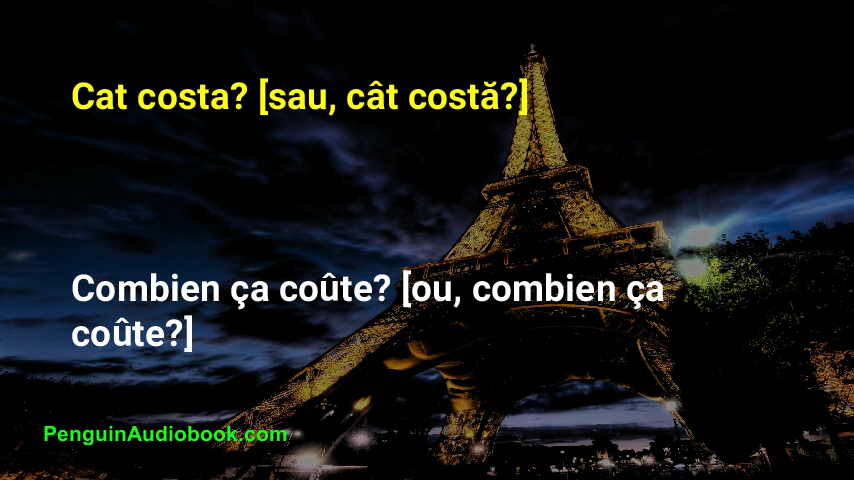 Cat costa? [sau, cât costă?]
Combien ça coûte? [ou, combien ça
coûte?]
PenguinAudiobook.com